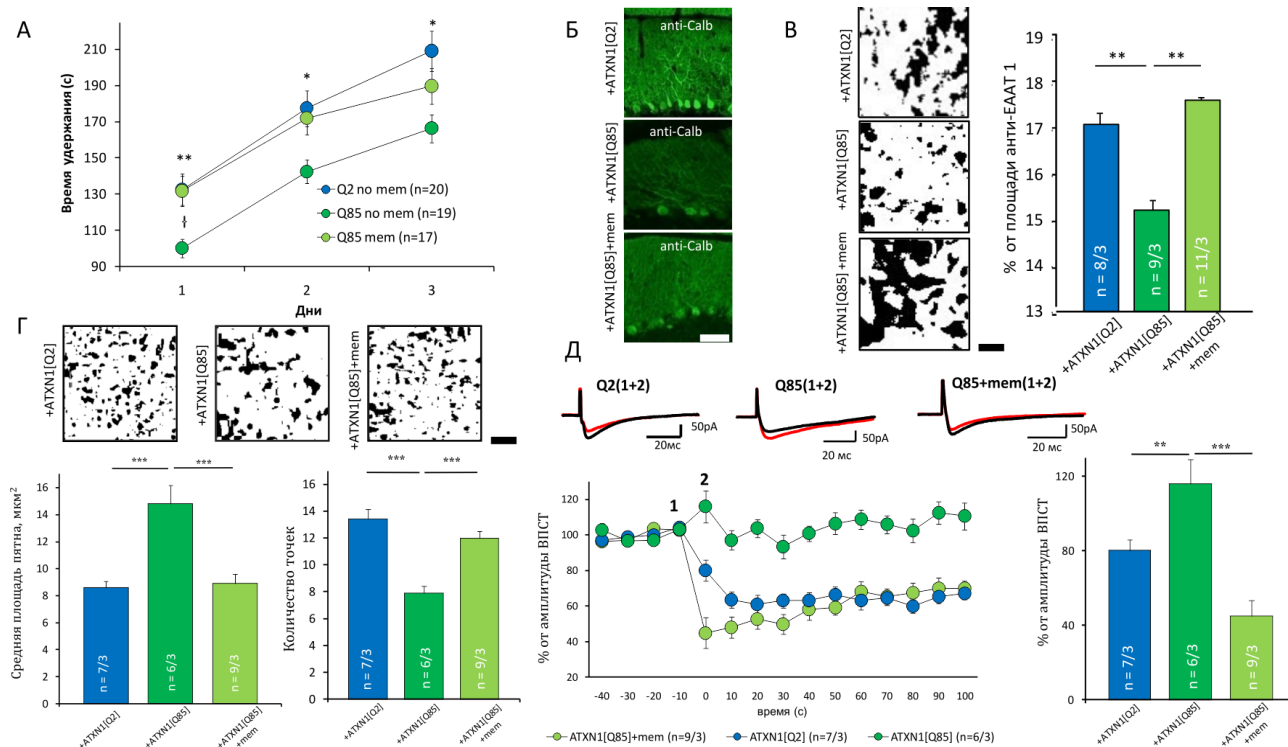 А
Время удержания (с)
210
190
170
150
130
110
90
**
*
*
Q2 no mem (n=20)
Q85 no mem (n=19)
Q85 mem (n=17)
1
2
3
Дни
Б
+ATXN1[Q2]
anti-Calb
+ATXN1[Q85]
anti-Calb
+ATXN1[Q85]+mem
anti-Calb
В
+ATXN1[Q2]
+ATXN1[Q85]
+ATXN1[Q85]+mem
% от площади анти-EAAT 1
19
18
17
16
15
14
13
**
**
n = 8/3
n = 9/3
n = 11/3
+ATXN1[Q2]
+ATXN1[Q85]
+ATXN1[Q85]
+mem
Г
+ATXN1[Q2]
+ATXN1[Q85]
+ATXN1[Q85]+mem
Средняя площадь пятна, мкм²
16
14
12
10
8
6
4
2
0
***
***
n = 7/3
n = 6/3
n = 9/3
+ATXN1[Q2]
+ATXN1[Q85]
+ATXN1[Q85]
+mem
Количество точек
16
14
12
10
8
6
4
2
0
***
***
n = 7/3
n = 6/3
n = 9/3
+ATXN1[Q2]
+ATXN1[Q85]
+ATXN1[Q85]
+mem
Д
Q2(1+2)
50pA
20мс
Q85(1+2)
50pA
20 мс
Q85+mem(1+2)
50pA
20 мс
% от амплитуды ВПСТ
120
100
80
60
40
20
1
2
-40 -30 -20 -10 0 10 20 30 40 50 60 70 80 90 100
время (с)
ATXN1[Q85]+mem (n=9/3)
ATXN1[Q2] (n=7/3)
ATXN1[Q85] (n=6/3)
% от амплитуды ВПСТ
120
80
40
0
**
***
n = 7/3
n = 6/3
n = 9/3
+ATXN1[Q2]
+ATXN1[Q85]
+ATXN1[Q85]
+mem